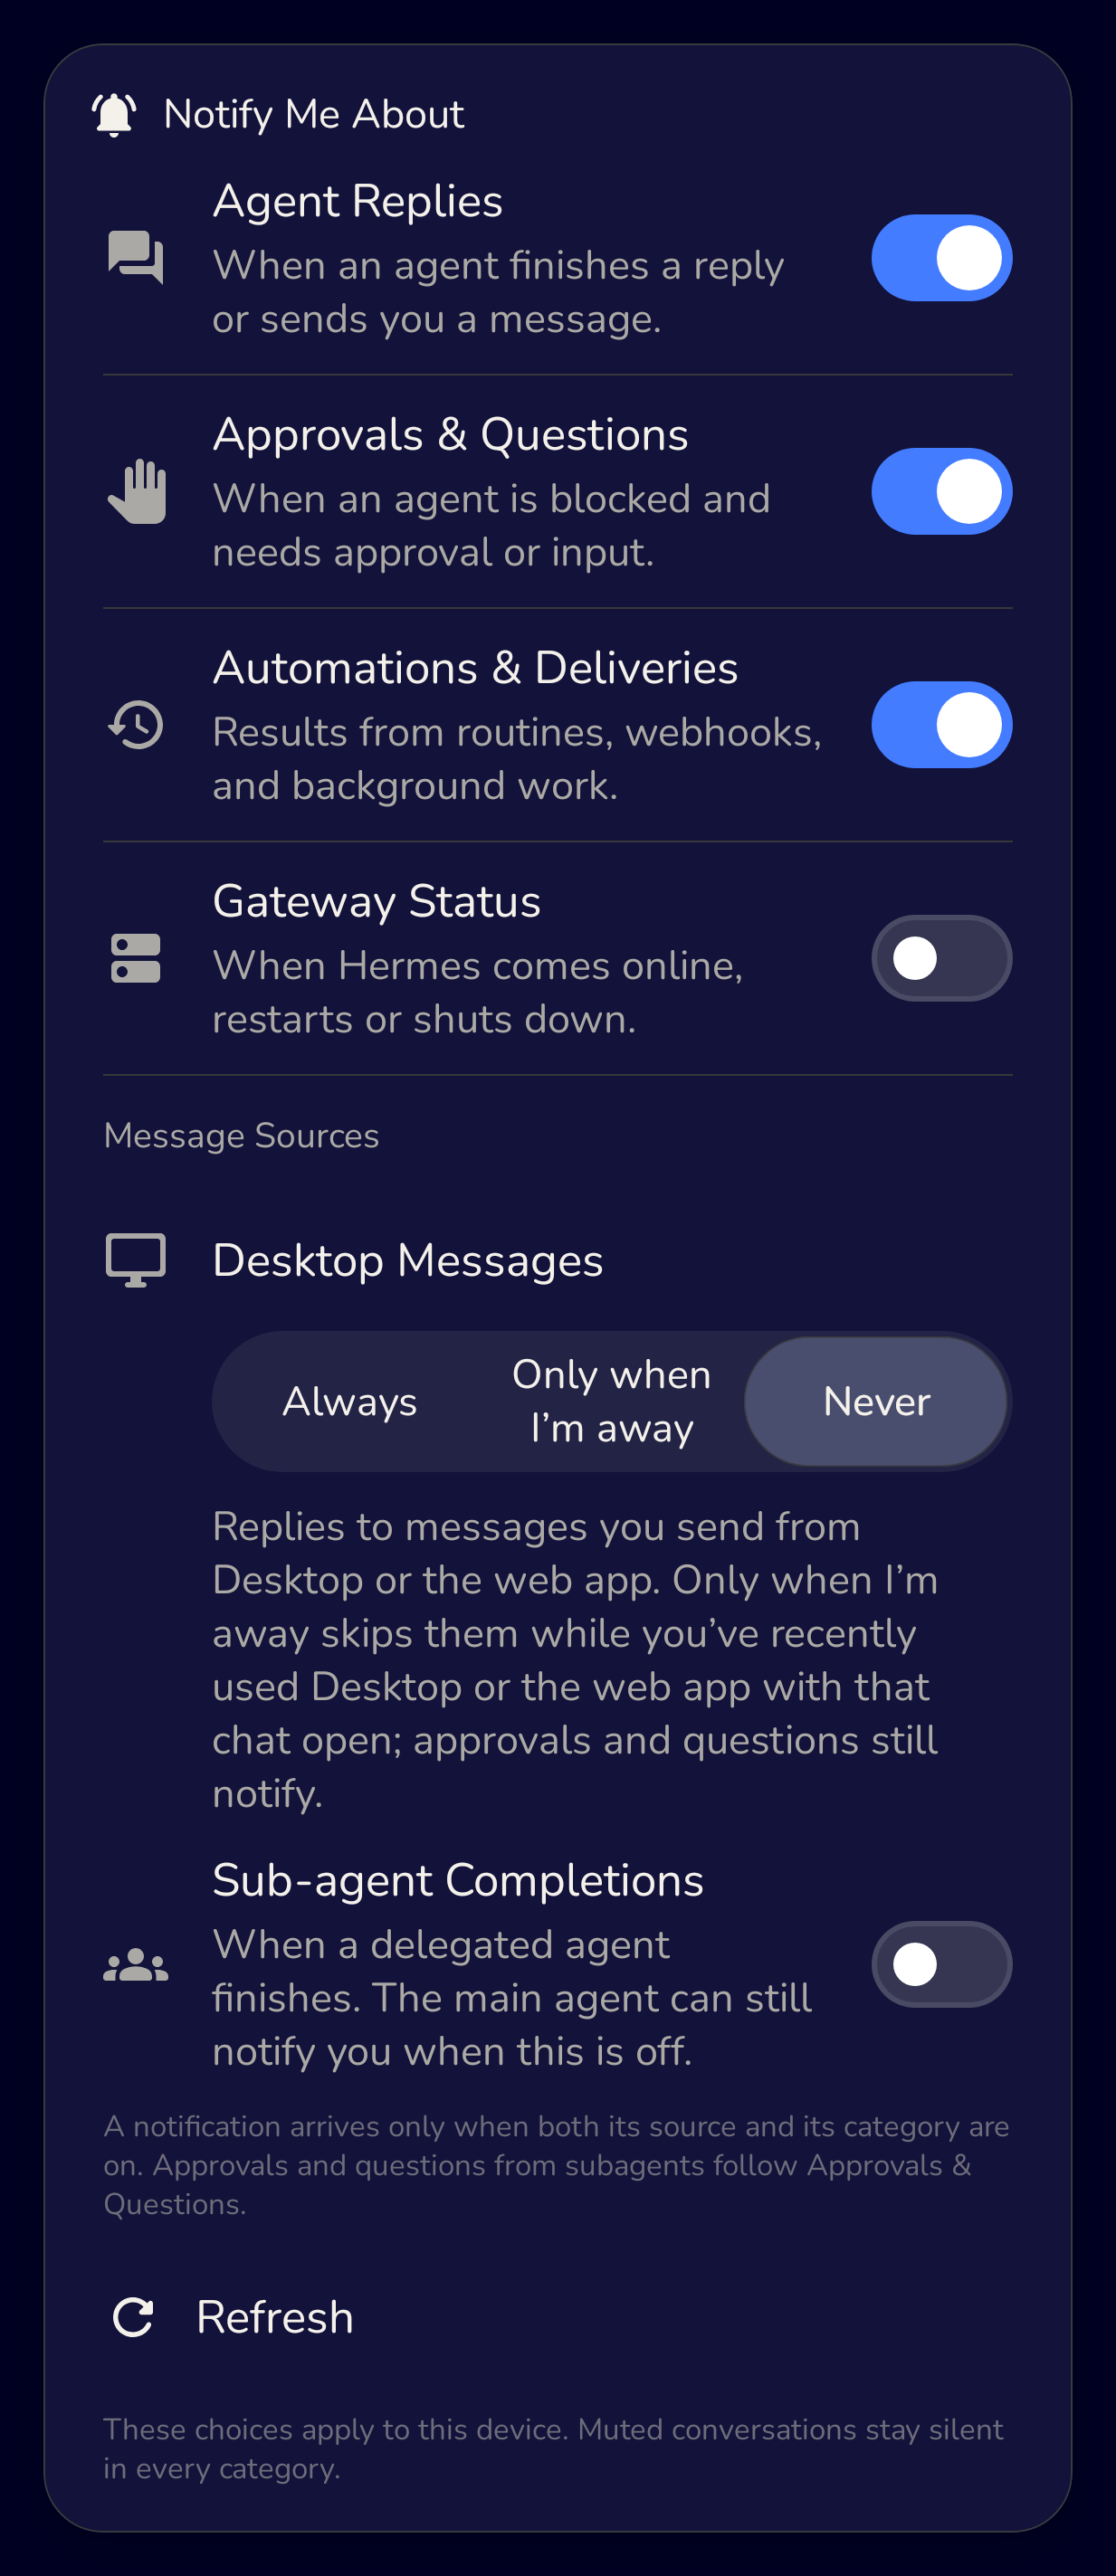 Notify Me About
Agent Replies
When an agent finishes a reply
or sends you a message.
Approvals & Questions
When an agent is blocked and
needs approval or input.
Automations & Deliveries
Results from routines, webhooks,
and background work.
Gateway Status
When Hermes comes online,
restarts or shuts down.
Message Sources
Desktop Messages
Always
Only when
I’m away
Never
Replies to messages you send from
Desktop or the web app. Only when I’m
away skips them while you’ve recently
used Desktop or the web app with that
chat open; approvals and questions still
notify.
Sub-agent Completions
When a delegated agent
finishes. The main agent can still
notify you when this is off.
A notification arrives only when both its source and its category are
on. Approvals and questions from subagents follow Approvals &
Questions.
Refresh
These choices apply to this device. Muted conversations stay silent
in every category.